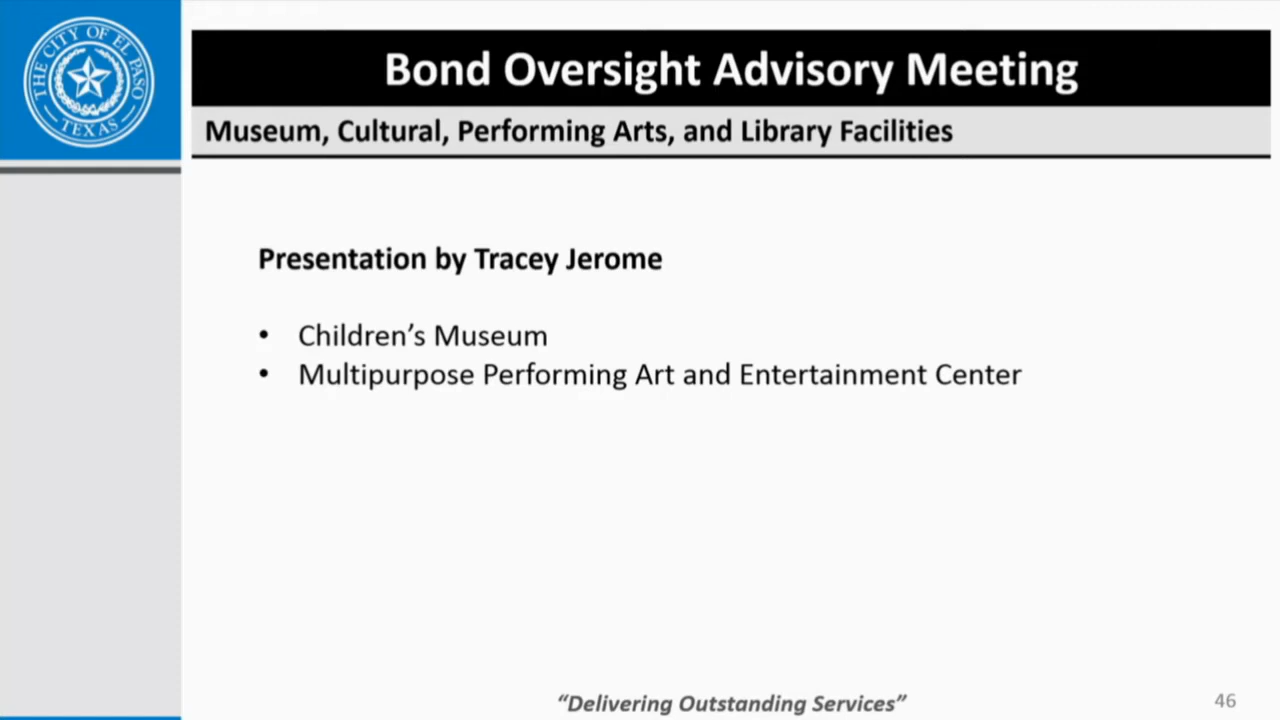 THE CITY OF EL PASO
TEXAS
Bond Oversight Advisory Meeting
Museum, Cultural, Performing Arts, and Library Facilities
Presentation by Tracey Jerome
• Children’s Museum
• Multipurpose Performing Art and Entertainment Center
“Delivering Outstanding Services”
46